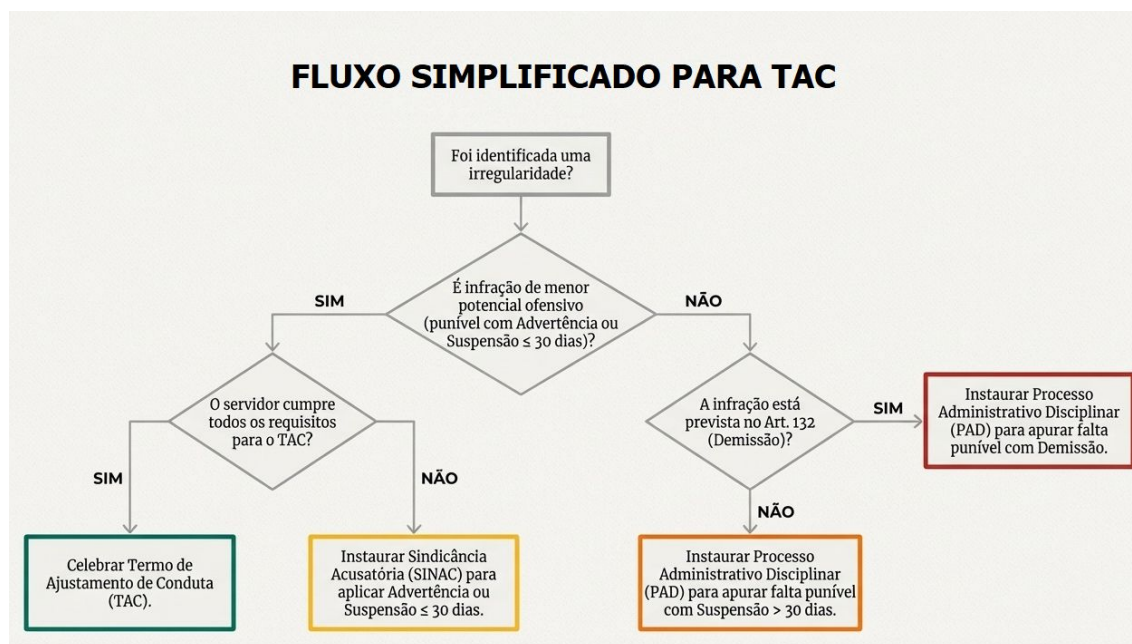 FLUXO SIMPLIFICADO PARA TAC
Foi identificada uma
irregularidade?
É infração de menor
potencial ofensivo
(punível com Advertência ou
Suspensão ≤ 30 dias)?
SIM
NÃO
O servidor cumpre
todos os requisitos
para o TAC?
A infração está
prevista no Art. 132
(Demissão)?
SIM
Instaurar Processo
Administrativo Disciplinar
(PAD) para apurar falta
punível com Demissão.
SIM
NÃO
NÃO
Celebrar Termo de
Ajustamento de Conduta
(TAC).
Instaurar Sindicância
Acusatória (SINAC) para
aplicar Advertência ou
Suspensão ≤ 30 dias.
Instaurar Processo
Administrativo Disciplinar
(PAD) para apurar falta punível
com Suspensão > 30 dias.